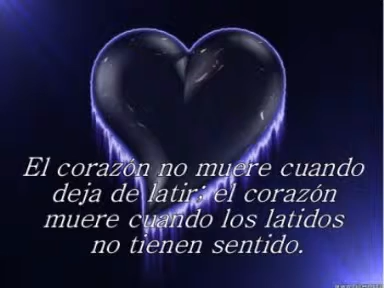 El corazón no muere cuando
deja de latir; el corazón
muere cuando los latidos
no tienen sentido.